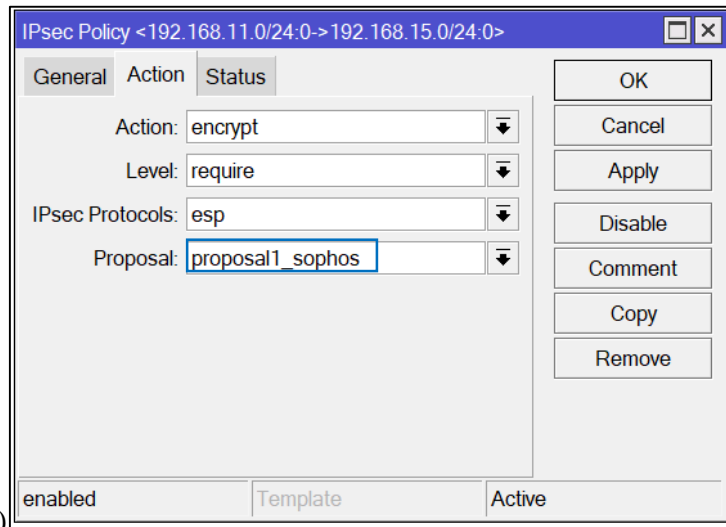 IPsec Policy <192.168.11.0/24:0->192.168.15.0/24:0>
General Action Status
OK
Action: encrypt
Cancel
Level: require
Apply
IPsec Protocols: esp
Disable
Proposal: proposal1_sophos
Comment
Copy
Remove
enabled Template Active
)